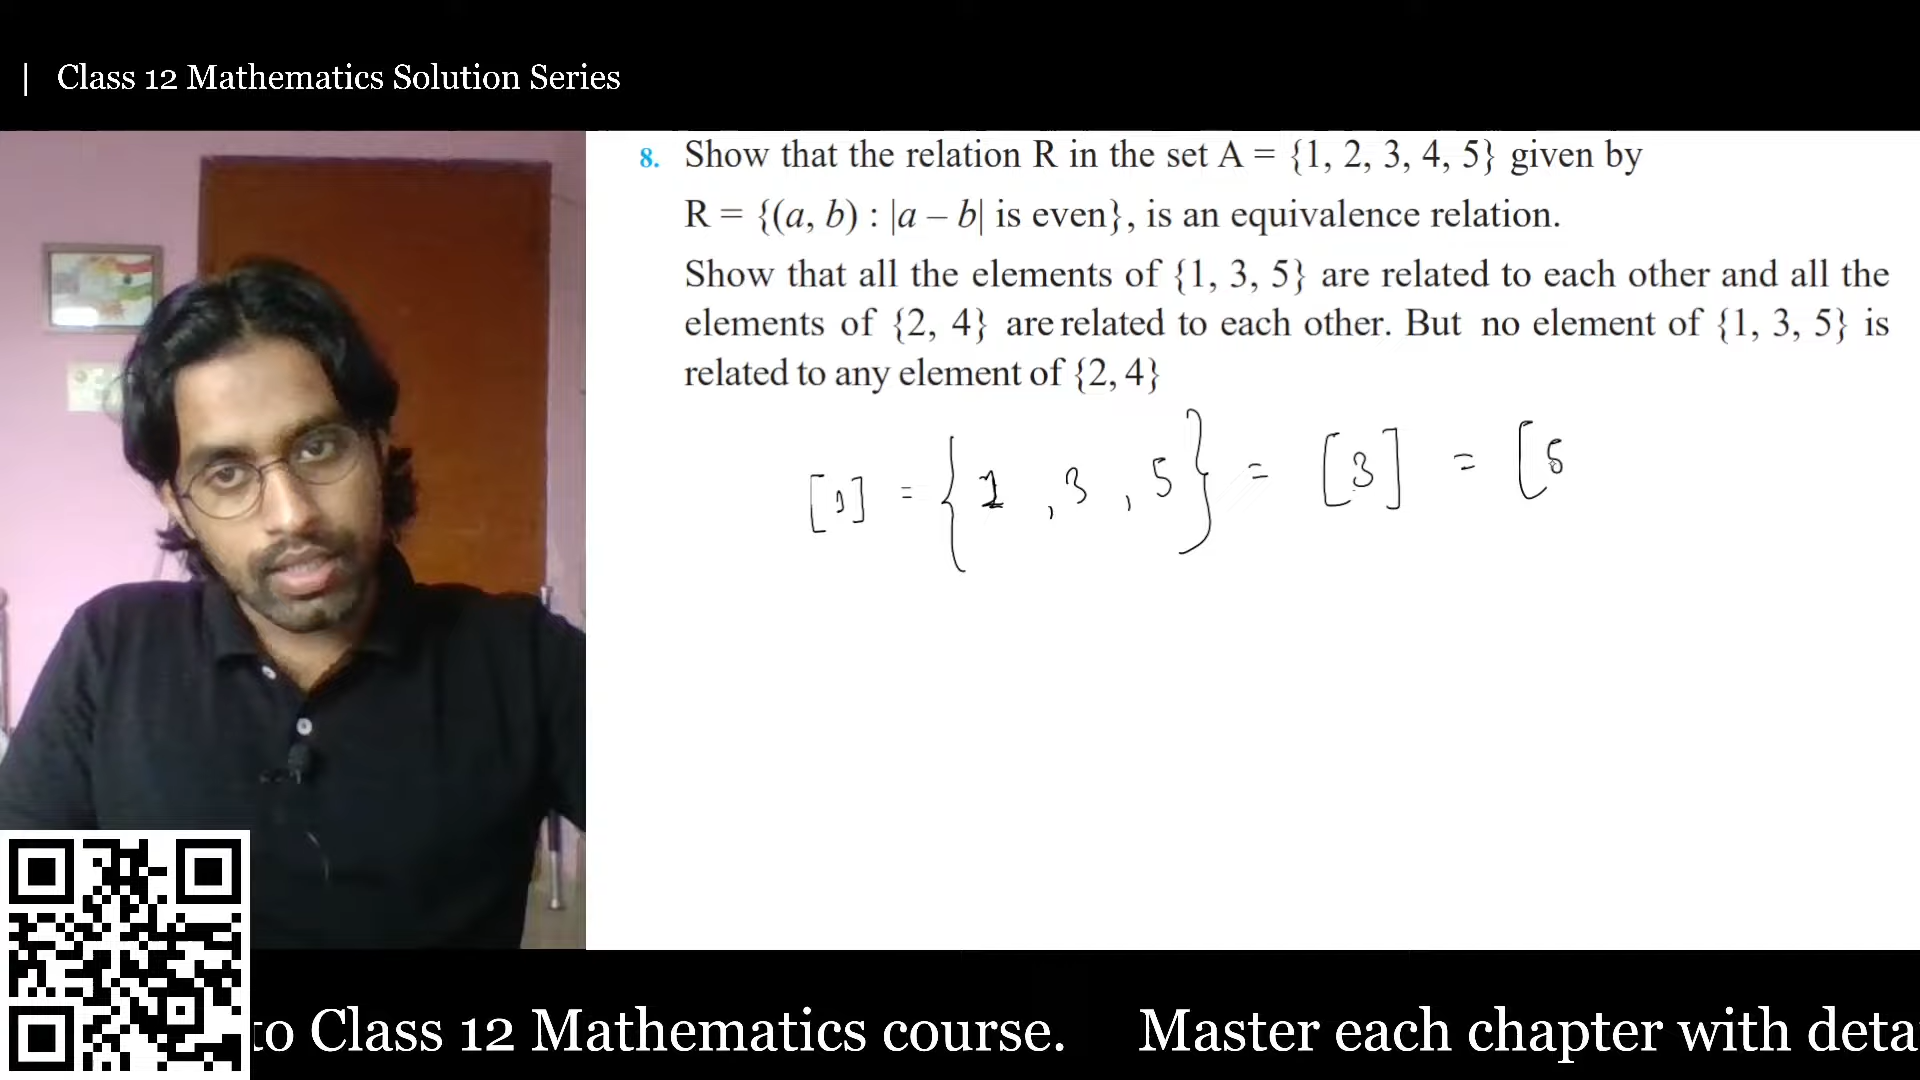 | Class 12 Mathematics Solution Series
8. Show that the relation R in the set A = {1, 2, 3, 4, 5} given by
R = {(a, b) : |a – b| is even}, is an equivalence relation.
Show that all the elements of {1, 3, 5} are related to each other and all the
elements of {2, 4} are related to each other. But no element of {1, 3, 5} is
related to any element of {2, 4}
[1] = {1, 3, 5} = [3] = [5
to Class 12 Mathematics course. Master each chapter with deta